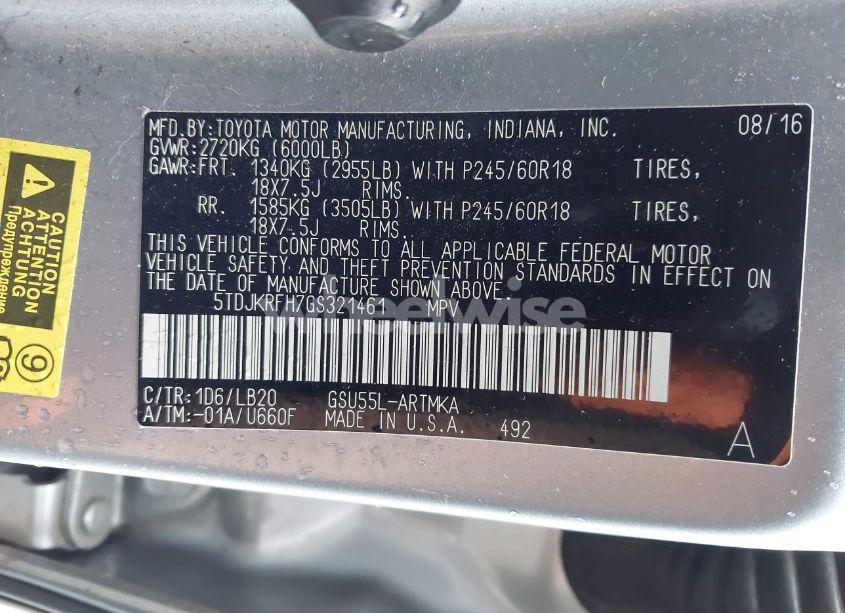 MFD.BY:TOYOTA MOTOR MANUFACTURING, INDIANA, INC. 08/16
GVWR:2720KG (6000LB)
GAWR:FRT. 1340KG (2955LB) WITH P245/60R18 TIRES,
18X7.5J RIMS.
RR. 1585KG (3505LB) WITH P245/60R18 TIRES,
18X7.5J RIMS.
THIS VEHICLE CONFORMS TO ALL APPLICABLE FEDERAL MOTOR
VEHICLE SAFETY AND THEFT PREVENTION STANDARDS IN EFFECT ON
THE DATE OF MANUFACTURE SHOWN ABOVE.
5TDJKRFH7GS321461 MPV
C/TR:1D6/LB20 GSU55L-ARTMKA
A/TM:-01A/U660F MADE IN U.S.A. 492 A
CAUTION
ATTENTION
ACHTUNG
Предупреждение
9
wheelwise